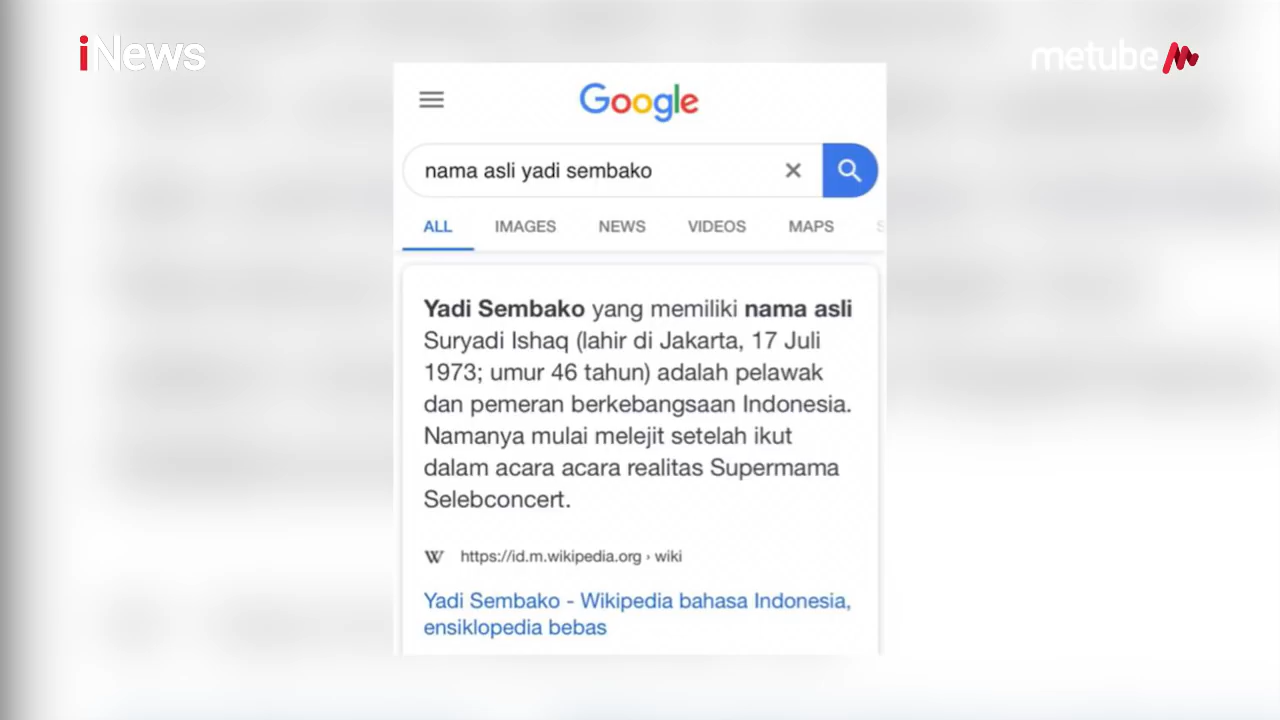 iNews
metube
Google
nama asli yadi sembako
ALL IMAGES NEWS VIDEOS MAPS S
Yadi Sembako yang memiliki nama asli
Suryadi Ishaq (lahir di Jakarta, 17 Juli
1973; umur 46 tahun) adalah pelawak
dan pemeran berkebangsaan Indonesia.
Namanya mulai melejit setelah ikut
dalam acara acara realitas Supermama
Selebconcert.
W https://id.m.wikipedia.org › wiki
Yadi Sembako - Wikipedia bahasa Indonesia,
ensiklopedia bebas